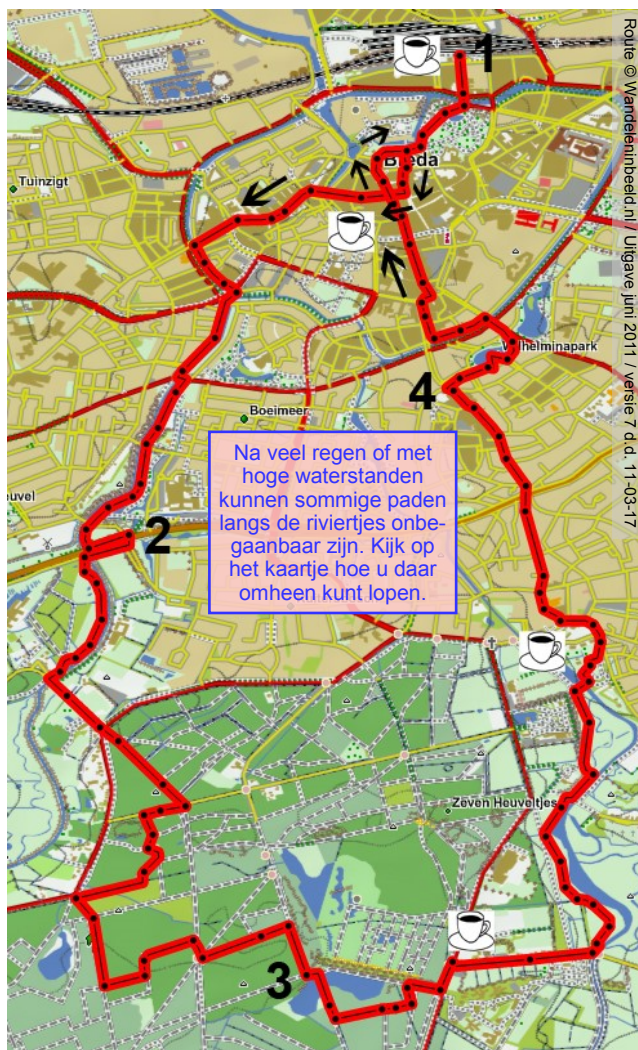 Route © Wandeleninbeeld.nl / Uitgave juni 2011 / versie 7 d.d. 11-03-17
1
Tuinzigt
Breda
Wilhelminapark
4
Boeimeer
Na veel regen of met
hoge waterstanden
kunnen sommige paden
langs de riviertjes onbe-
gaanbaar zijn. Kijk op
het kaartje hoe u daar
omheen kunt lopen.
euvel
2
Zeven Heuveltjes
3